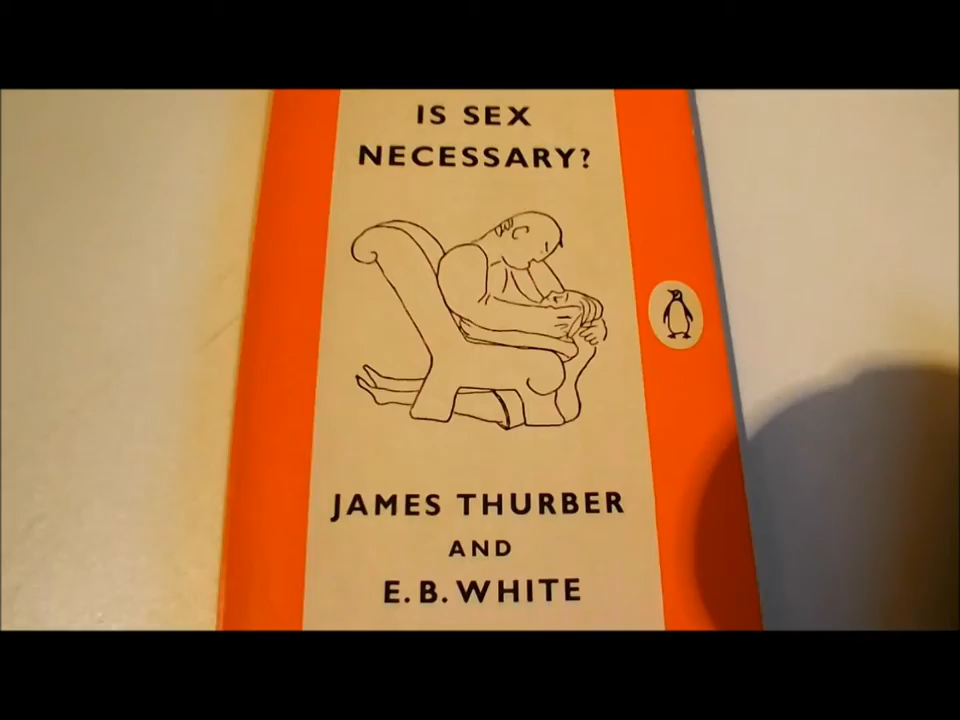 IS SEX
NECESSARY?
JAMES THURBER
AND
E. B. WHITE